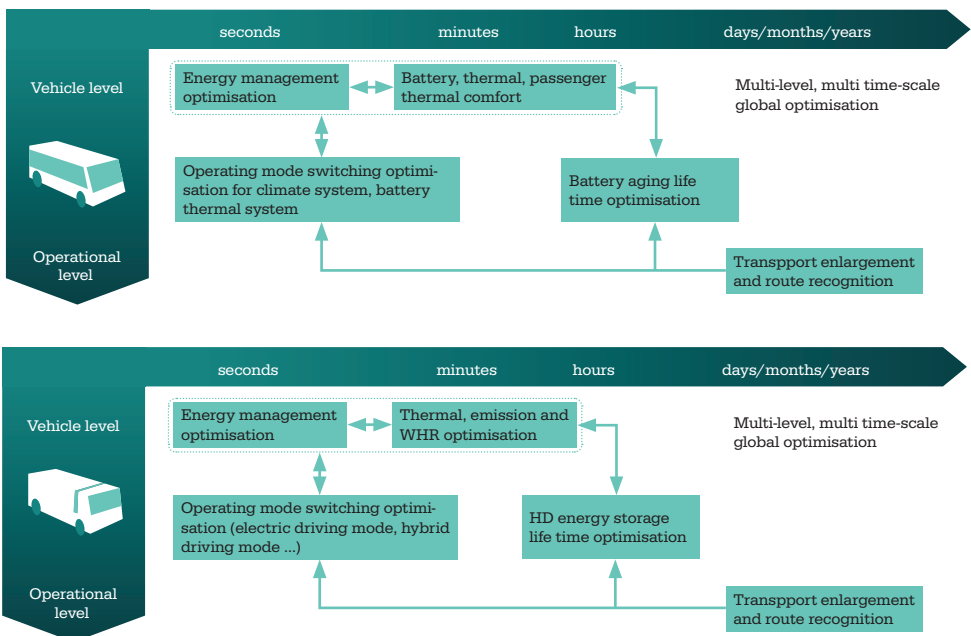 seconds
minutes
hours
days/months/years
Vehicle level
Energy management
optimisation
Battery, thermal, passenger
thermal comfort
Multi-level, multi time-scale
global optimisation
Operating mode switching optimi-
sation for climate system, battery
thermal system
Battery aging life
time optimisation
Operational
level
Transpport enlargement
and route recognition
seconds
minutes
hours
days/months/years
Vehicle level
Energy management
optimisation
Thermal, emission and
WHR optimisation
Multi-level, multi time-scale
global optimisation
Operating mode switching optimi-
sation (electric driving mode, hybrid
driving mode ...)
HD energy storage
life time optimisation
Operational
level
Transpport enlargement
and route recognition